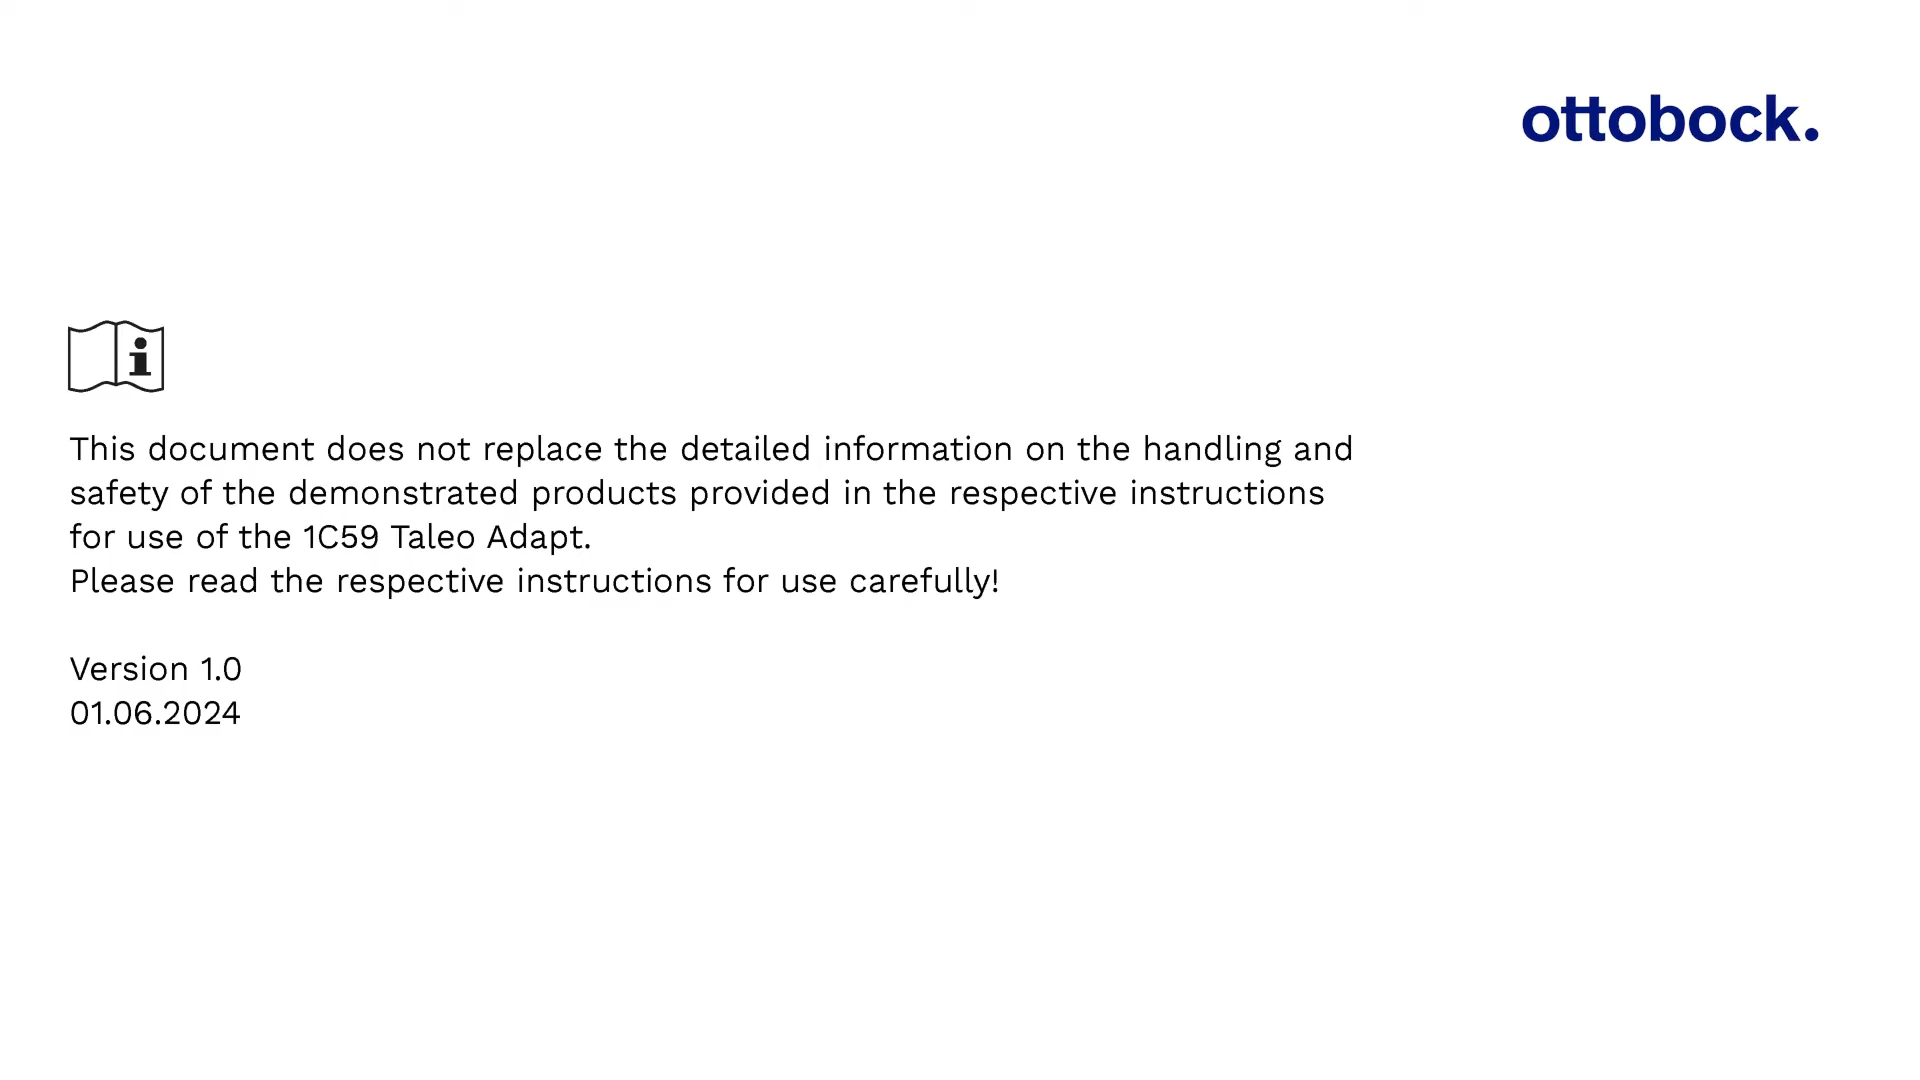 ottobock.
i
This document does not replace the detailed information on the handling and
safety of the demonstrated products provided in the respective instructions
for use of the 1C59 Taleo Adapt.
Please read the respective instructions for use carefully!
Version 1.0
01.06.2024